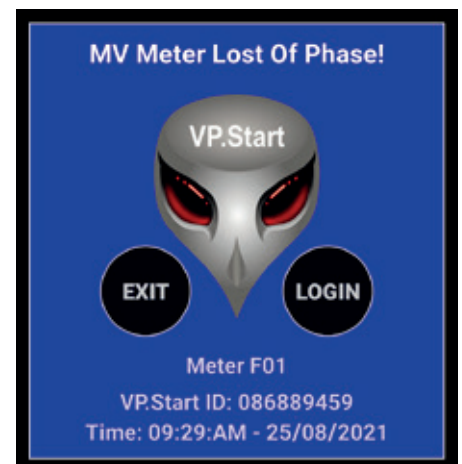 MV Meter Lost Of Phase!
VP.Start
EXIT
LOGIN
Meter F01
VP.Start ID: 086889459
Time: 09:29:AM - 25/08/2021